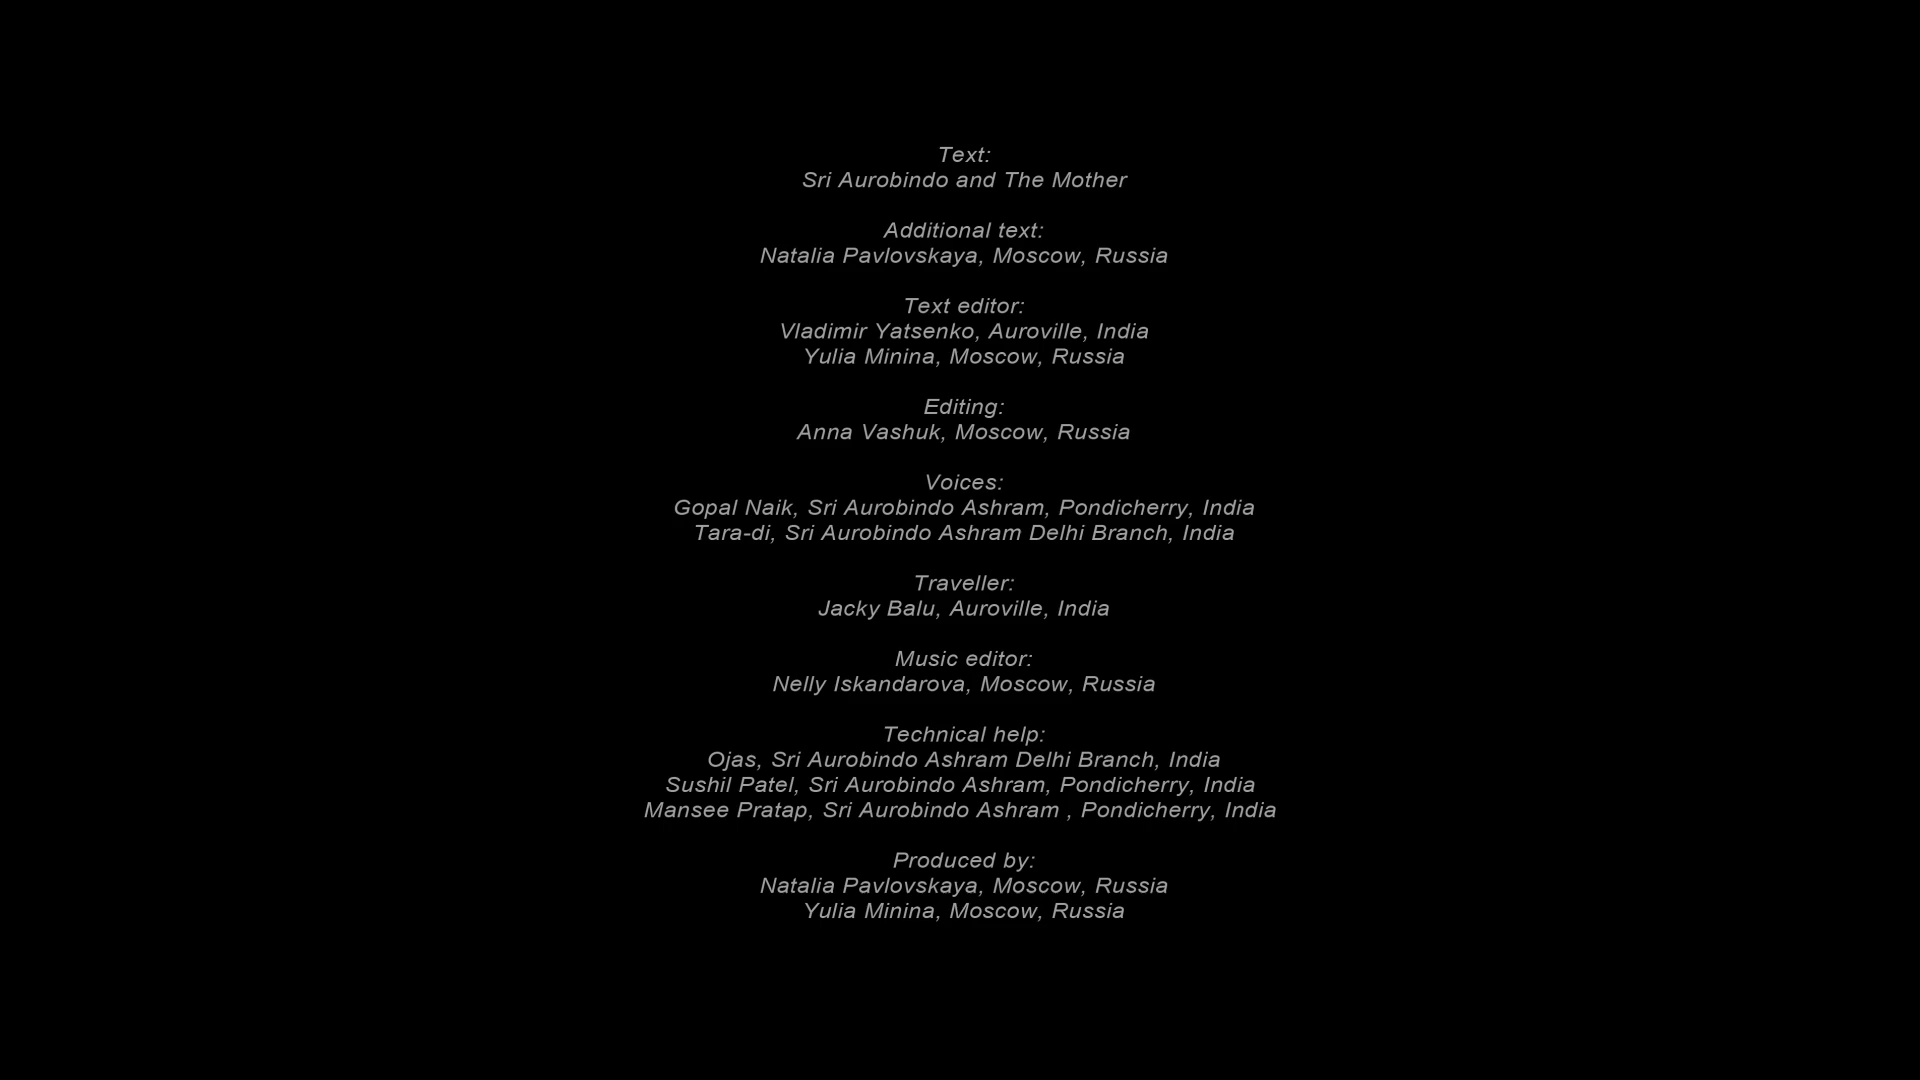 Text:
Sri Aurobindo and The Mother
Additional text:
Natalia Pavlovskaya, Moscow, Russia
Text editor:
Vladimir Yatsenko, Auroville, India
Yulia Minina, Moscow, Russia
Editing:
Anna Vashuk, Moscow, Russia
Voices:
Gopal Naik, Sri Aurobindo Ashram, Pondicherry, India
Tara-di, Sri Aurobindo Ashram Delhi Branch, India
Traveller:
Jacky Balu, Auroville, India
Music editor:
Nelly Iskandarova, Moscow, Russia
Technical help:
Ojas, Sri Aurobindo Ashram Delhi Branch, India
Sushil Patel, Sri Aurobindo Ashram, Pondicherry, India
Mansee Pratap, Sri Aurobindo Ashram , Pondicherry, India
Produced by:
Natalia Pavlovskaya, Moscow, Russia
Yulia Minina, Moscow, Russia